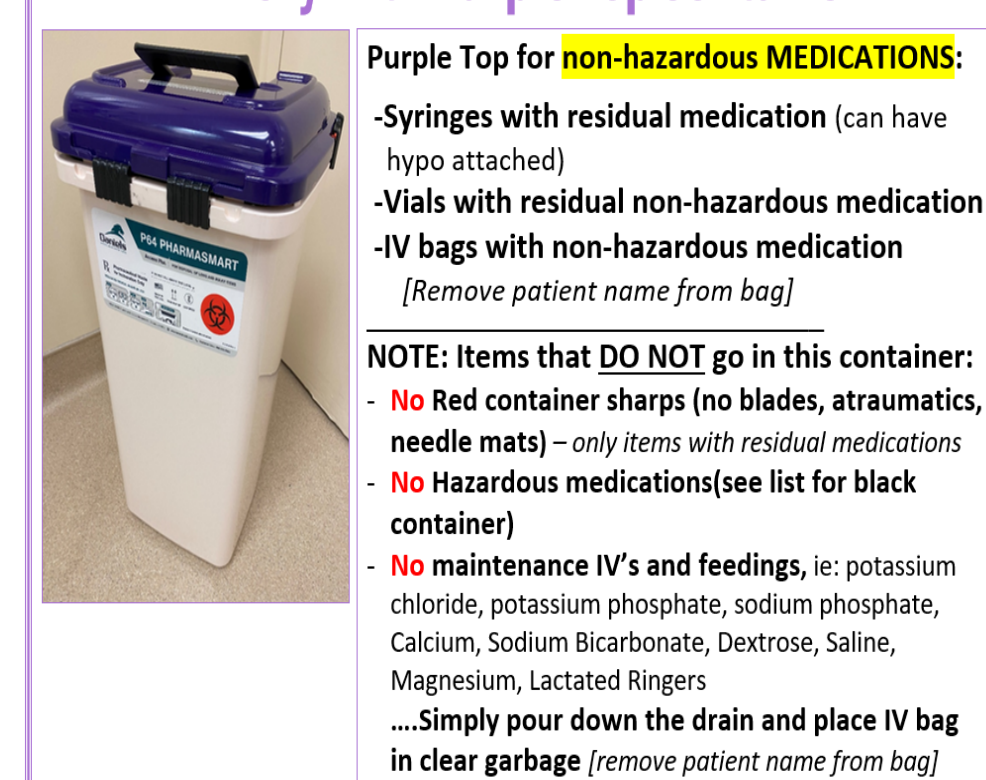 Purple Top for non-hazardous MEDICATIONS:
-Syringes with residual medication (can have
hypo attached)
-Vials with residual non-hazardous medication
-IV bags with non-hazardous medication
[Remove patient name from bag]
NOTE: Items that DO NOT go in this container:
- No Red container sharps (no blades, atraumatics,
needle mats) – only items with residual medications
- No Hazardous medications(see list for black
container)
- No maintenance IV’s and feedings, ie: potassium
chloride, potassium phosphate, sodium phosphate,
Calcium, Sodium Bicarbonate, Dextrose, Saline,
Magnesium, Lactated Ringers
....Simply pour down the drain and place IV bag
in clear garbage [remove patient name from bag]
Daniels
P64 PHARMASMART